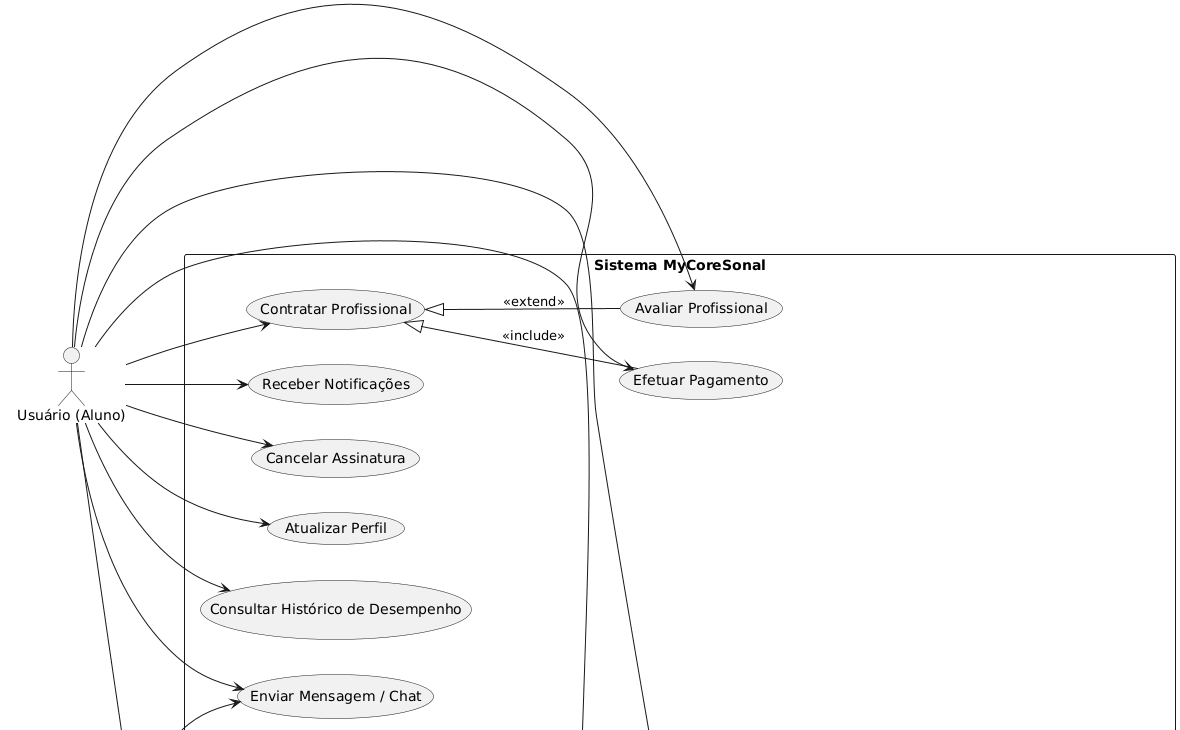 Sistema MyCoreSonal
Contratar Profissional
«extend»
Avaliar Profissional
«include»
Receber Notificações
Efetuar Pagamento
Usuário (Aluno)
Cancelar Assinatura
Atualizar Perfil
Consultar Histórico de Desempenho
Enviar Mensagem / Chat